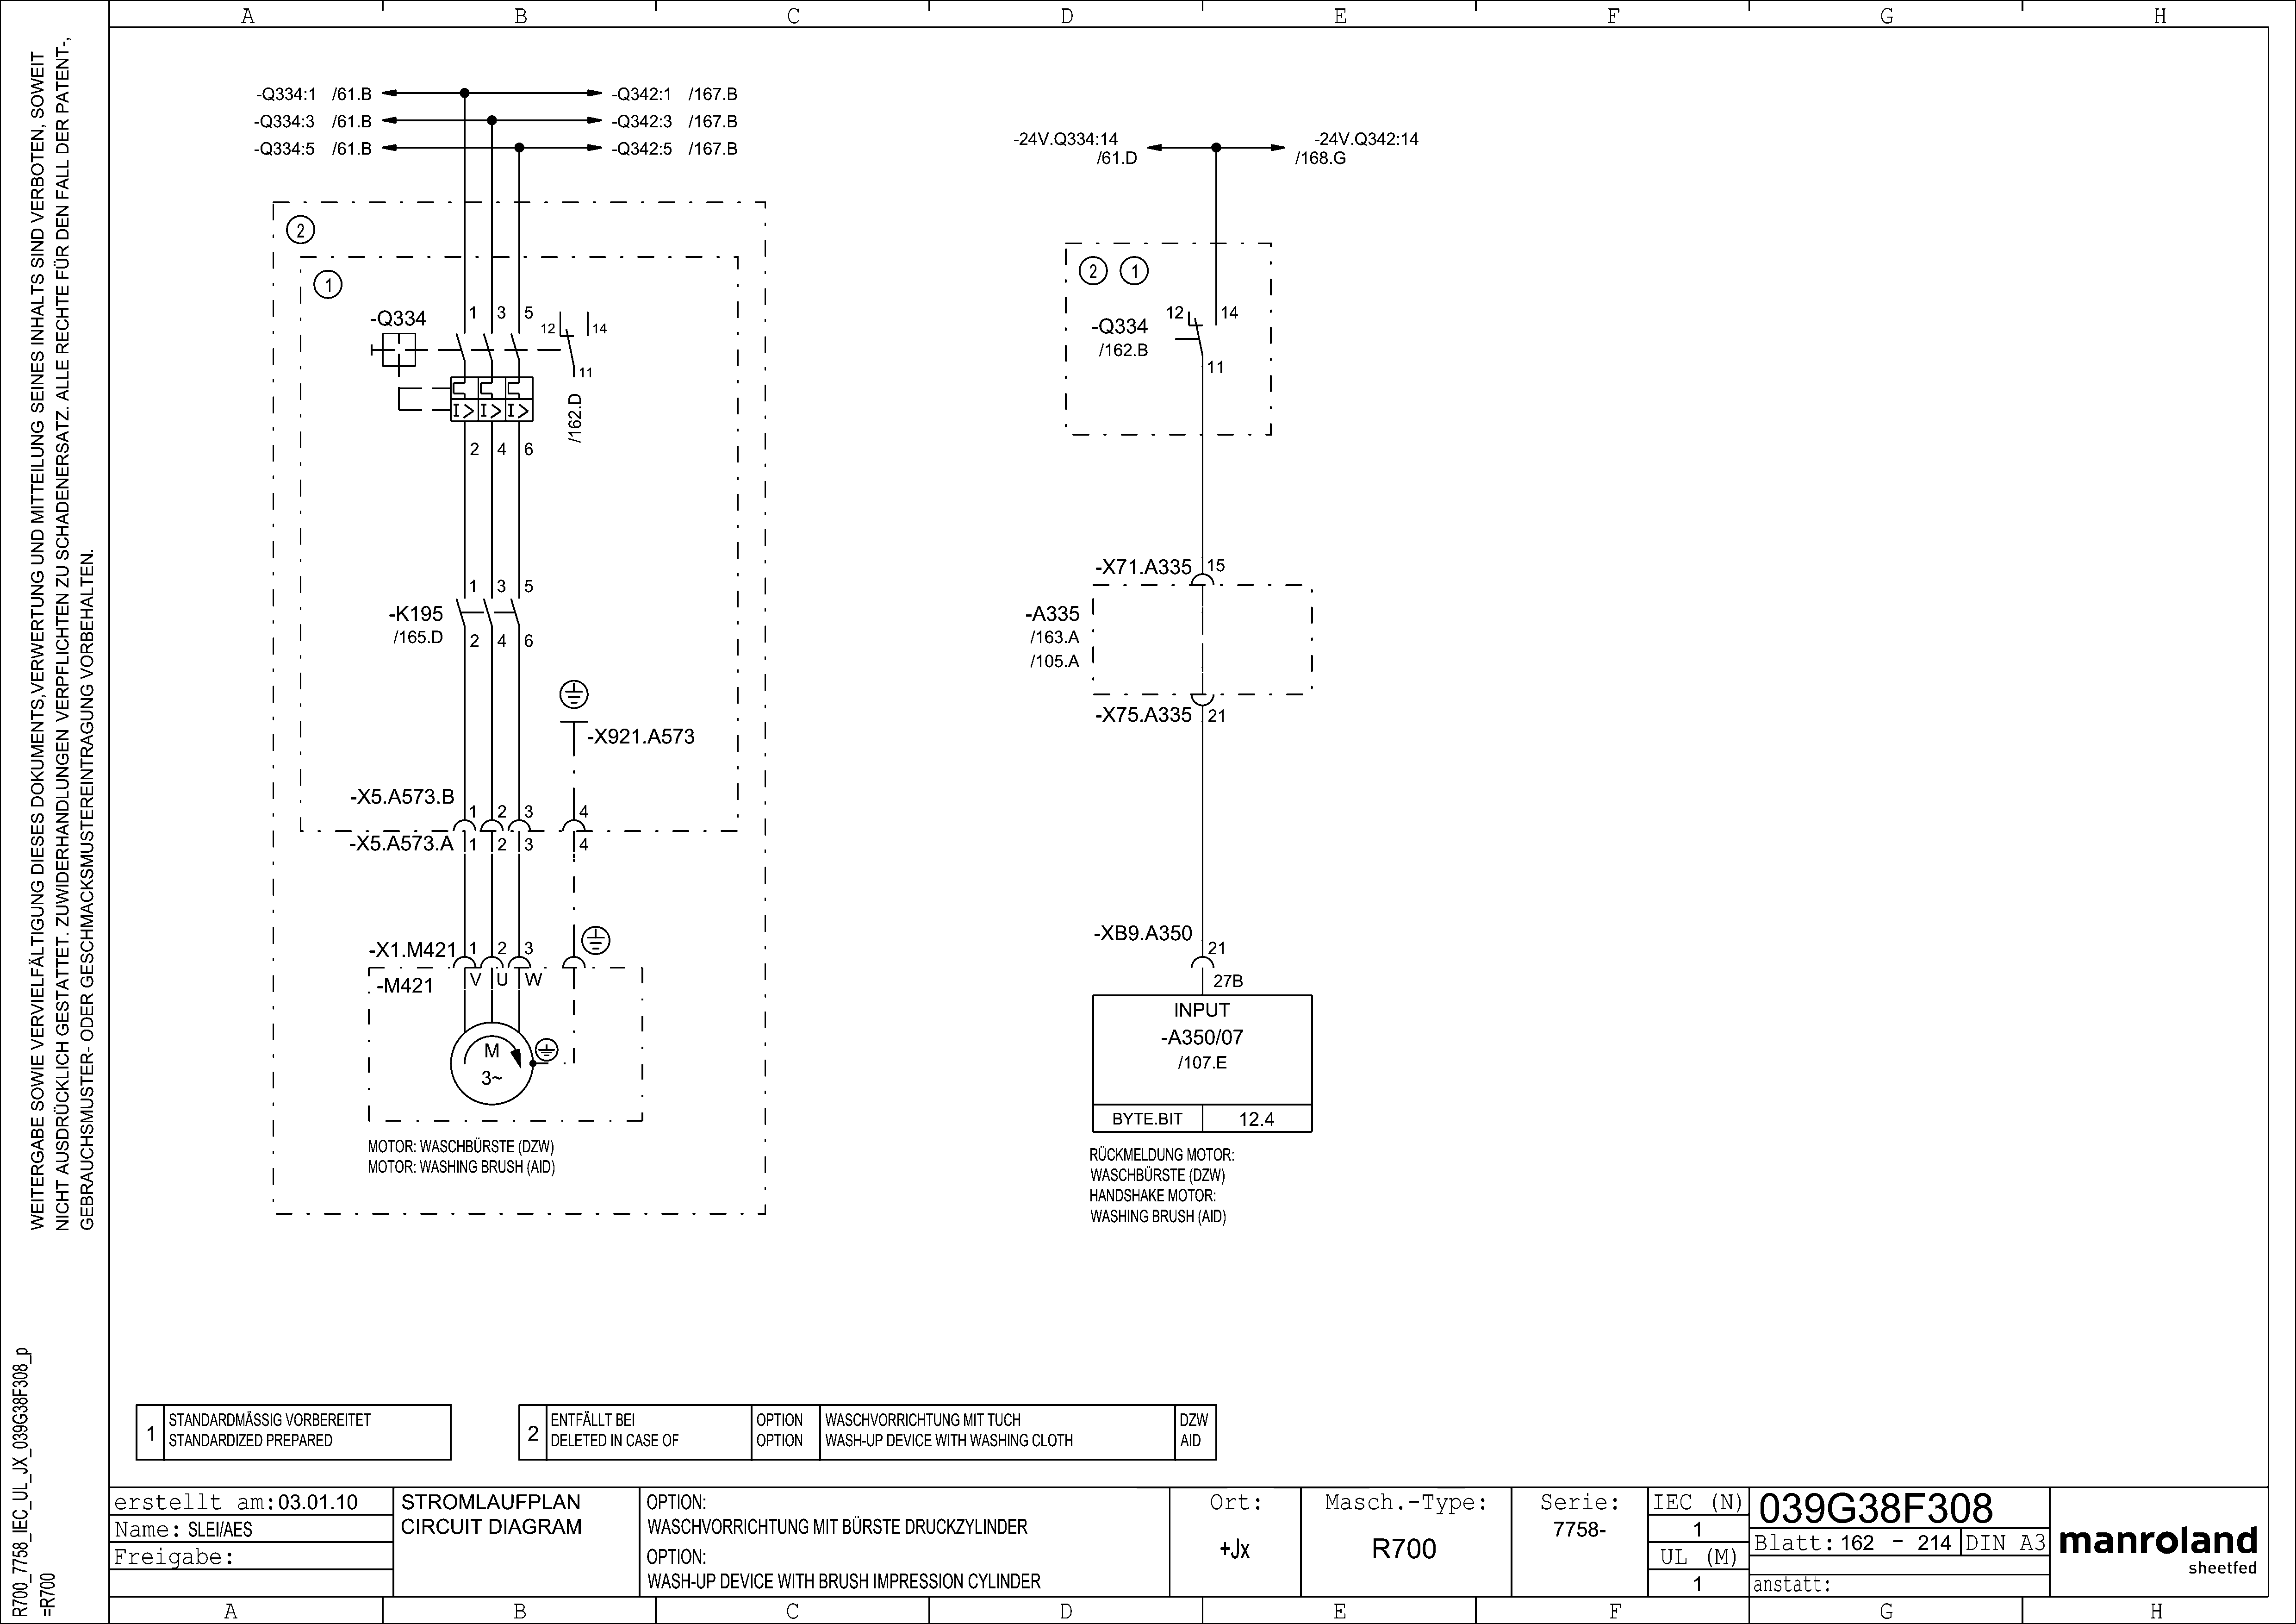 A B C D E F G H
WEITERGABE SOWIE VERVIELFÄLTIGUNG DIESES DOKUMENTS,VERWERTUNG UND MITTEILUNG SEINES INHALTS SIND VERBOTEN, SOWEIT
NICHT AUSDRÜCKLICH GESTATTET. ZUWIDERHANDLUNGEN VERPFLICHTEN ZU SCHADENERSATZ. ALLE RECHTE FÜR DEN FALL DER PATENT-,
GEBRAUCHSMUSTER- ODER GESCHMACKSMUSTEREINTRAGUNG VORBEHALTEN.
R700_7758_IEC_UL_JX_039G38F308_p
=R700
-Q334:1 /61.B -Q342:1 /167.B
-Q334:3 /61.B -Q342:3 /167.B
-Q334:5 /61.B -Q342:5 /167.B
2
1
-Q334
1 3 5
12 14
11
I> I> I>
/162.D
2 4 6
1 3 5
-K195
/165.D
2 4 6
-X921.A573
-X5.A573.B
1 2 3 4
-X5.A573.A 1 2 3 4
-X1.M421 1 2 3
-M421 V U W
M
3~
MOTOR: WASCHBÜRSTE (DZW)
MOTOR: WASHING BRUSH (AID)
-24V.Q334:14 -24V.Q342:14
/61.D /168.G
2 1
12 14
-Q334
/162.B
11
-X71.A335 15
-A335
/163.A
/105.A
-X75.A335 21
-XB9.A350
21
27B
INPUT
-A350/07
/107.E
BYTE.BIT 12.4
RÜCKMELDUNG MOTOR:
WASCHBÜRSTE (DZW)
HANDSHAKE MOTOR:
WASHING BRUSH (AID)
1 STANDARDMÄSSIG VORBEREITET
STANDARDIZED PREPARED
2 ENTFÄLLT BEI OPTION WASCHVORRICHTUNG MIT TUCH DZW
DELETED IN CASE OF OPTION WASH-UP DEVICE WITH WASHING CLOTH AID
erstellt am: 03.01.10
Name: SLEI/AES
Freigabe:
STROMLAUFPLAN
CIRCUIT DIAGRAM
OPTION:
WASCHVORRICHTUNG MIT BÜRSTE DRUCKZYLINDER
OPTION:
WASH-UP DEVICE WITH BRUSH IMPRESSION CYLINDER
Ort:
+Jx
Masch.-Type:
R700
Serie:
7758-
IEC (N)
1
UL (M)
1
039G38F308
Blatt: 162 - 214 DIN A3
anstatt:
manroland
sheetfed
A B C D E F G H